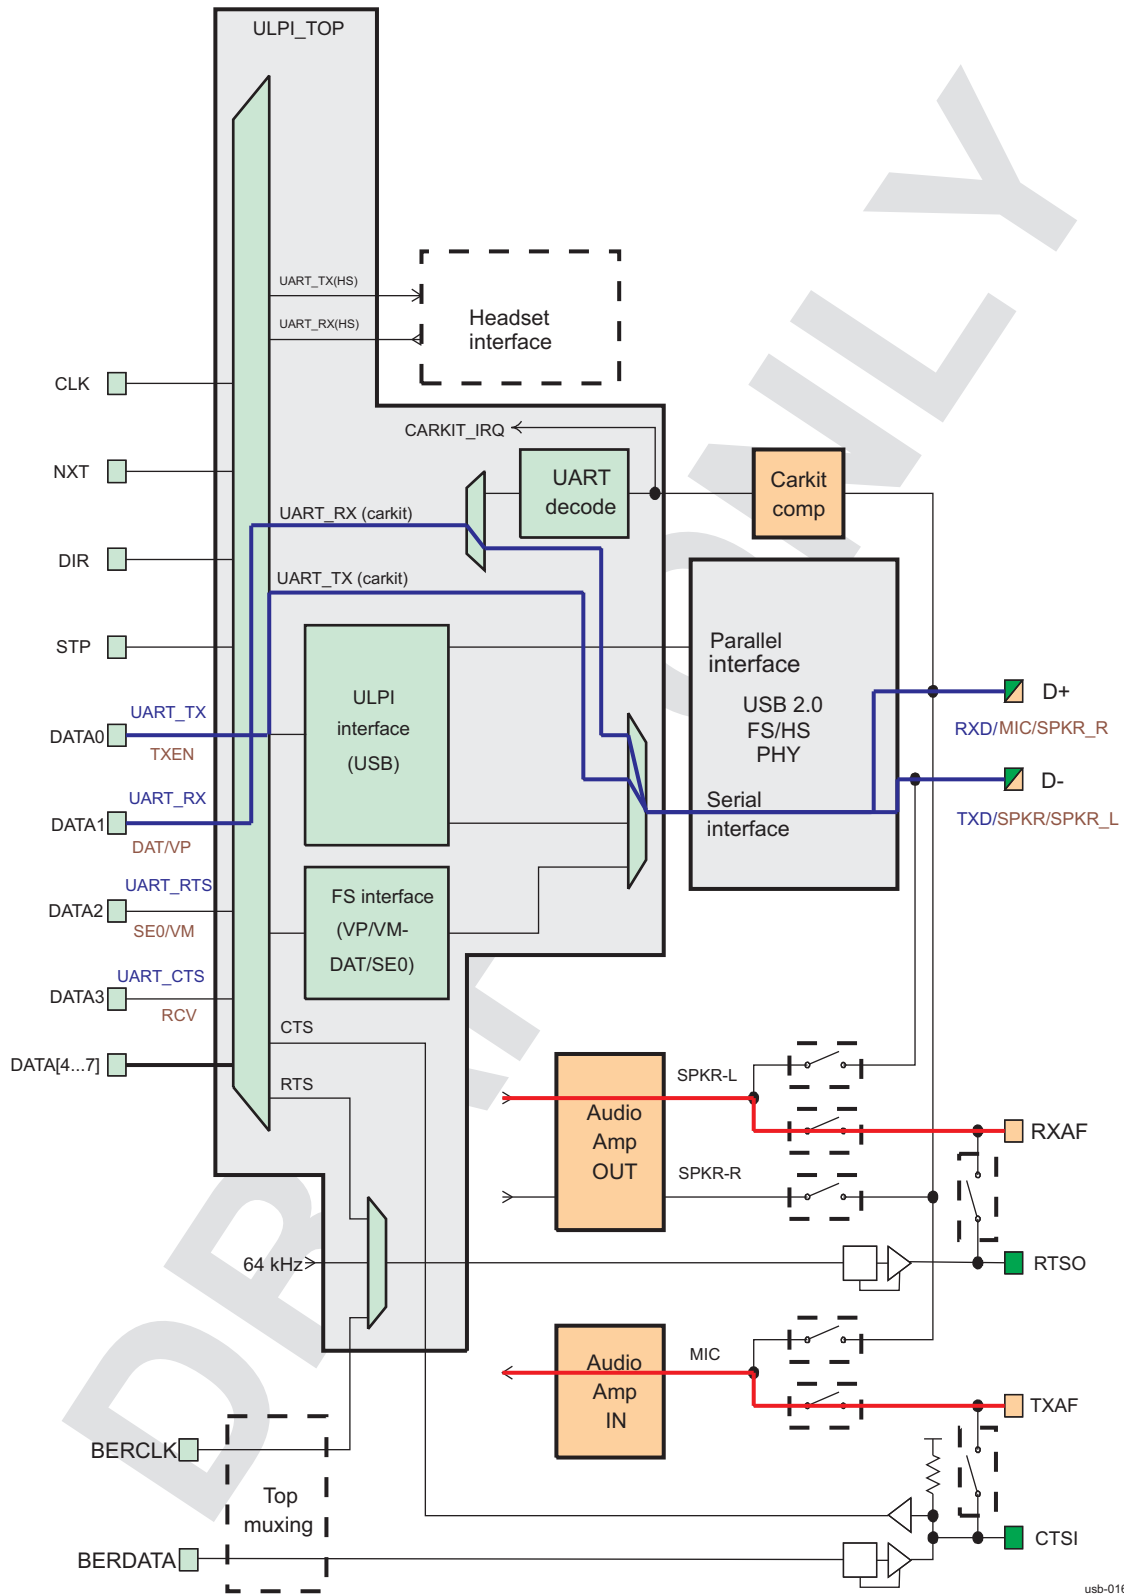 ULPI_TOP
UART_TX(HS)
UART_RX(HS)
Headset
interface
CLK
NXT
DIR
STP
CARKIT_IRQ
UART
decode
Carkit
comp
UART_RX (carkit)
UART_TX (carkit)
ULPI
interface
(USB)
Parallel
interface
USB 2.0
FS/HS
PHY
Serial
interface
D+
RXD/MIC/SPKR_R
D-
TXD/SPKR/SPKR_L
UART_TX
DATA0
TXEN
UART_RX
DATA1
DAT/VP
UART_RTS
DATA2
SE0/VM
UART_CTS
DATA3
RCV
DATA[4...7]
FS interface
(VP/VM-
DAT/SE0)
CTS
RTS
SPKR-L
Audio
Amp
OUT
SPKR-R
RXAF
64 kHz
RTSO
MIC
Audio
Amp
IN
TXAF
BERCLK
Top
muxing
BERDATA
CTSI
DRAFT ONLY